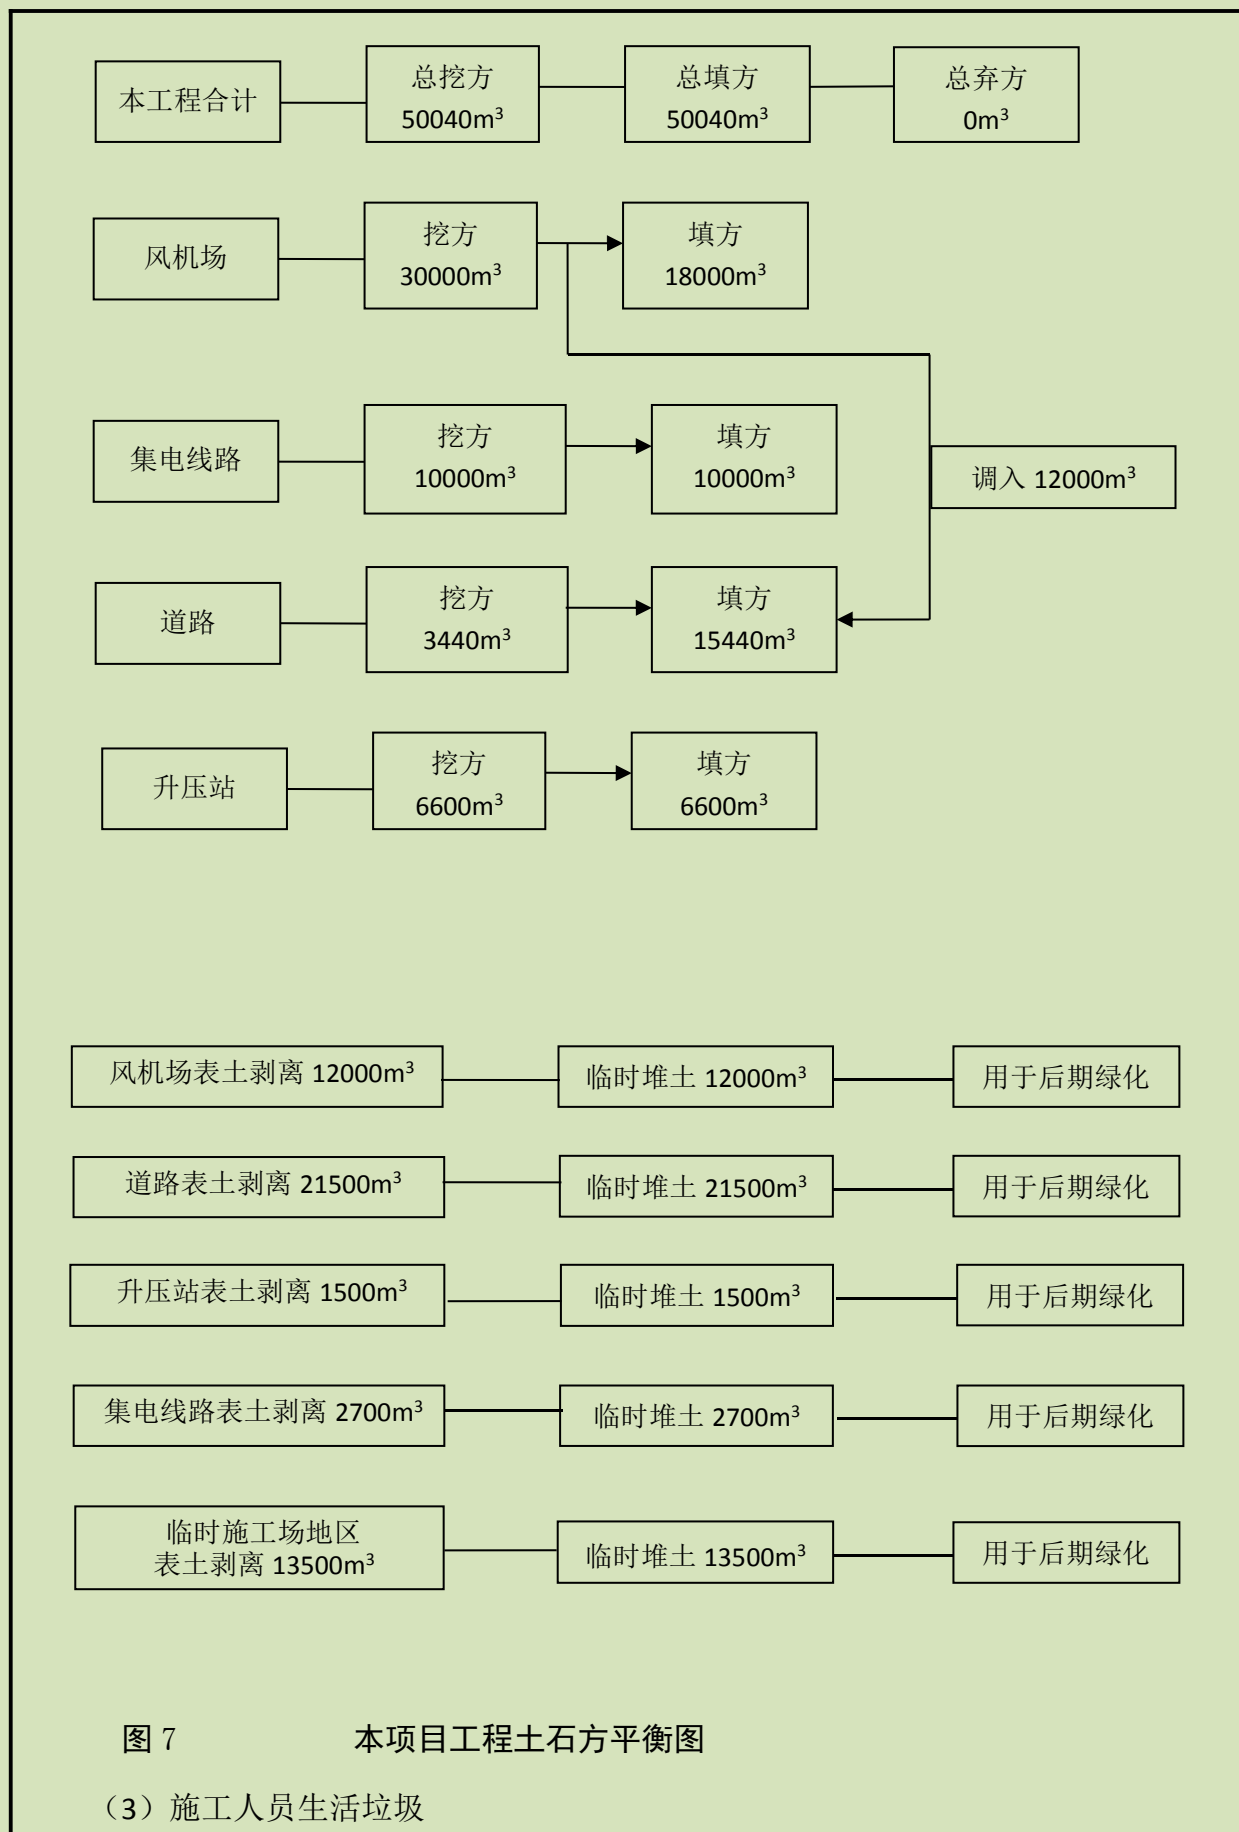 本工程合计
总挖方
50040m³
总填方
50040m³
总弃方
0m³
风机场
挖方
30000m³
填方
18000m³
集电线路
挖方
10000m³
填方
10000m³
调入 12000m³
道路
挖方
3440m³
填方
15440m³
升压站
挖方
6600m³
填方
6600m³
风机场表土剥离 12000m³
临时堆土 12000m³
用于后期绿化
道路表土剥离 21500m³
临时堆土 21500m³
用于后期绿化
升压站表土剥离 1500m³
临时堆土 1500m³
用于后期绿化
集电线路表土剥离 2700m³
临时堆土 2700m³
用于后期绿化
临时施工场地区
表土剥离 13500m³
临时堆土 13500m³
用于后期绿化
图 7 本项目工程土石方平衡图
（3）施工人员生活垃圾